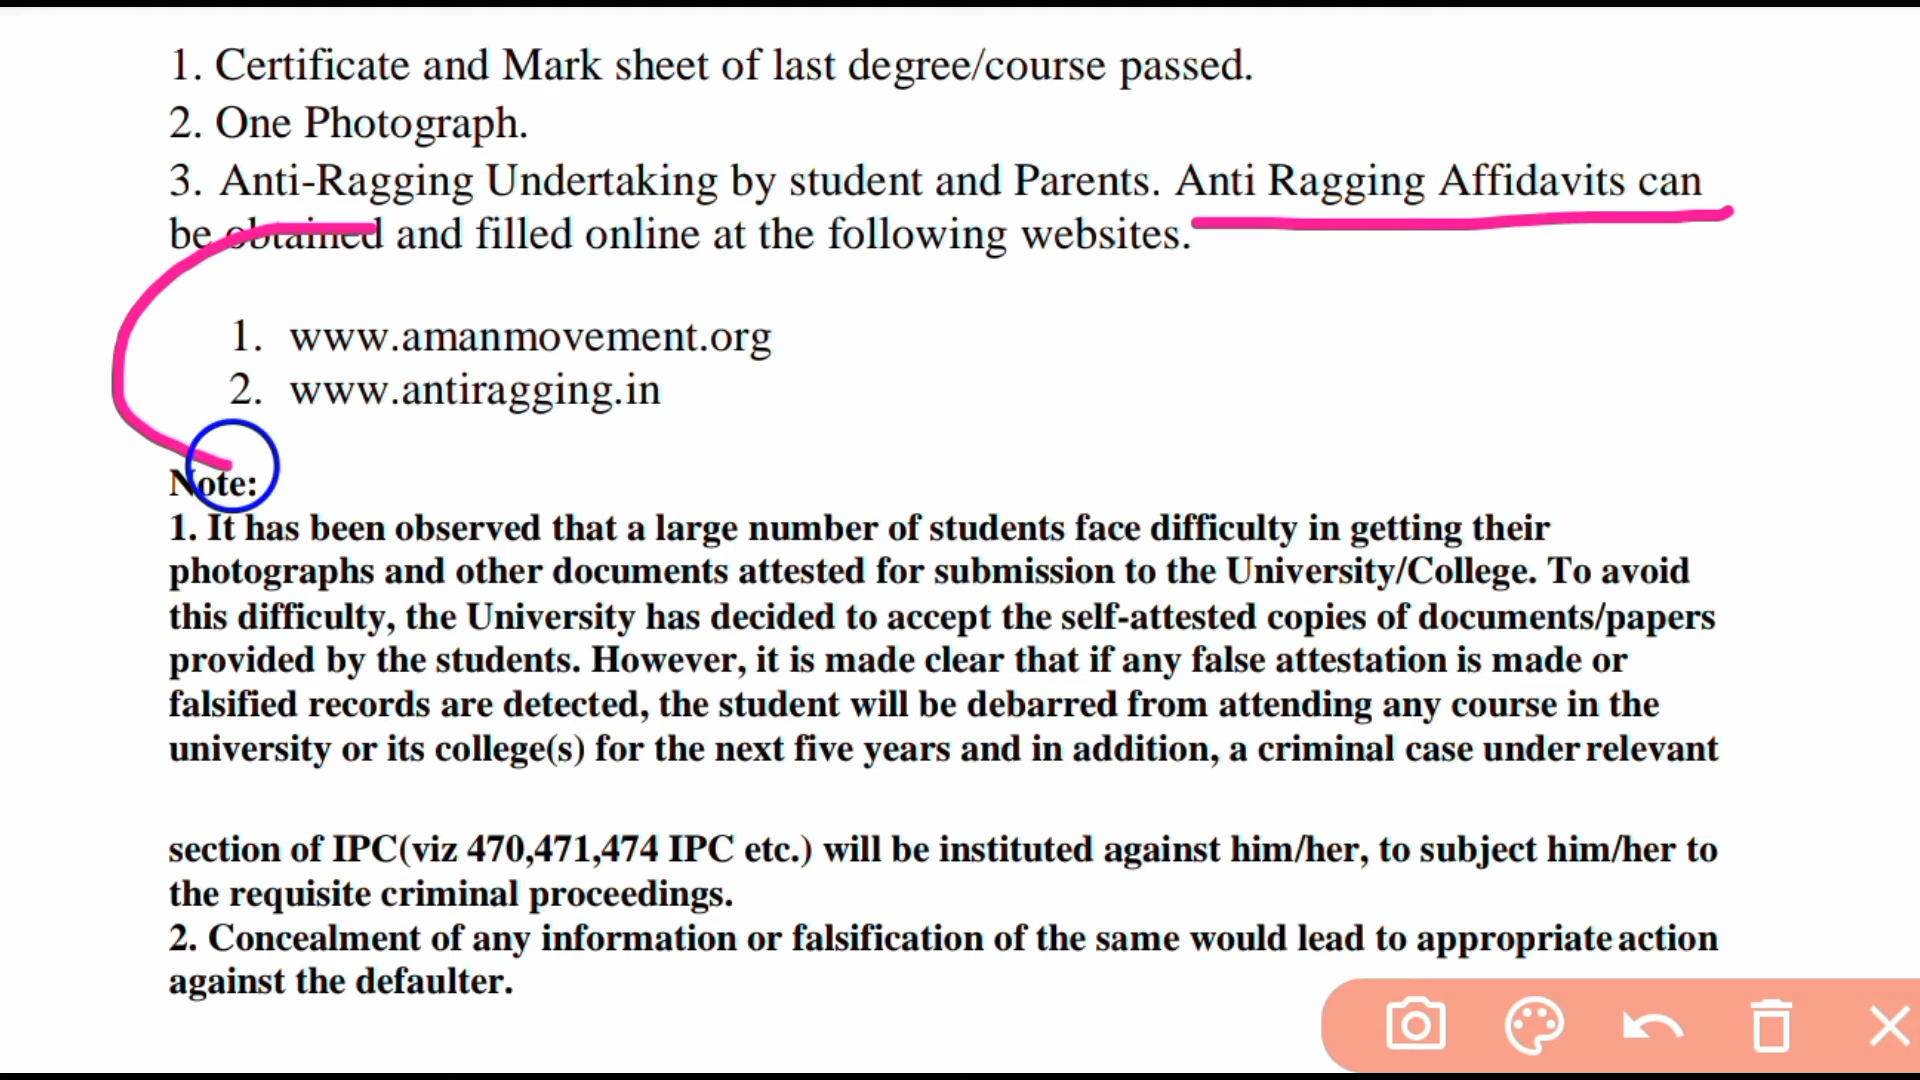 1. Certificate and Mark sheet of last degree/course passed.
2. One Photograph.
3. Anti-Ragging Undertaking by student and Parents. Anti Ragging Affidavits can
be obtained and filled online at the following websites.
1. www.amanmovement.org
2. www.antiragging.in
Note:
1. It has been observed that a large number of students face difficulty in getting their
photographs and other documents attested for submission to the University/College. To avoid
this difficulty, the University has decided to accept the self-attested copies of documents/papers
provided by the students. However, it is made clear that if any false attestation is made or
falsified records are detected, the student will be debarred from attending any course in the
university or its college(s) for the next five years and in addition, a criminal case under relevant
section of IPC(viz 470,471,474 IPC etc.) will be instituted against him/her, to subject him/her to
the requisite criminal proceedings.
2. Concealment of any information or falsification of the same would lead to appropriate action
against the defaulter.